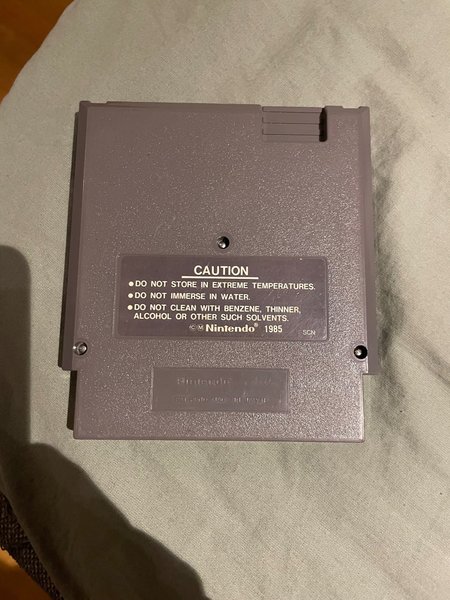 CAUTION
●DO NOT STORE IN EXTREME TEMPERATURES.
●DO NOT IMMERSE IN WATER.
●DO NOT CLEAN WITH BENZENE, THINNER,
ALCOHOL OR OTHER SUCH SOLVENTS.
©Ⓜ Nintendo® 1985 SCN
Nintendo